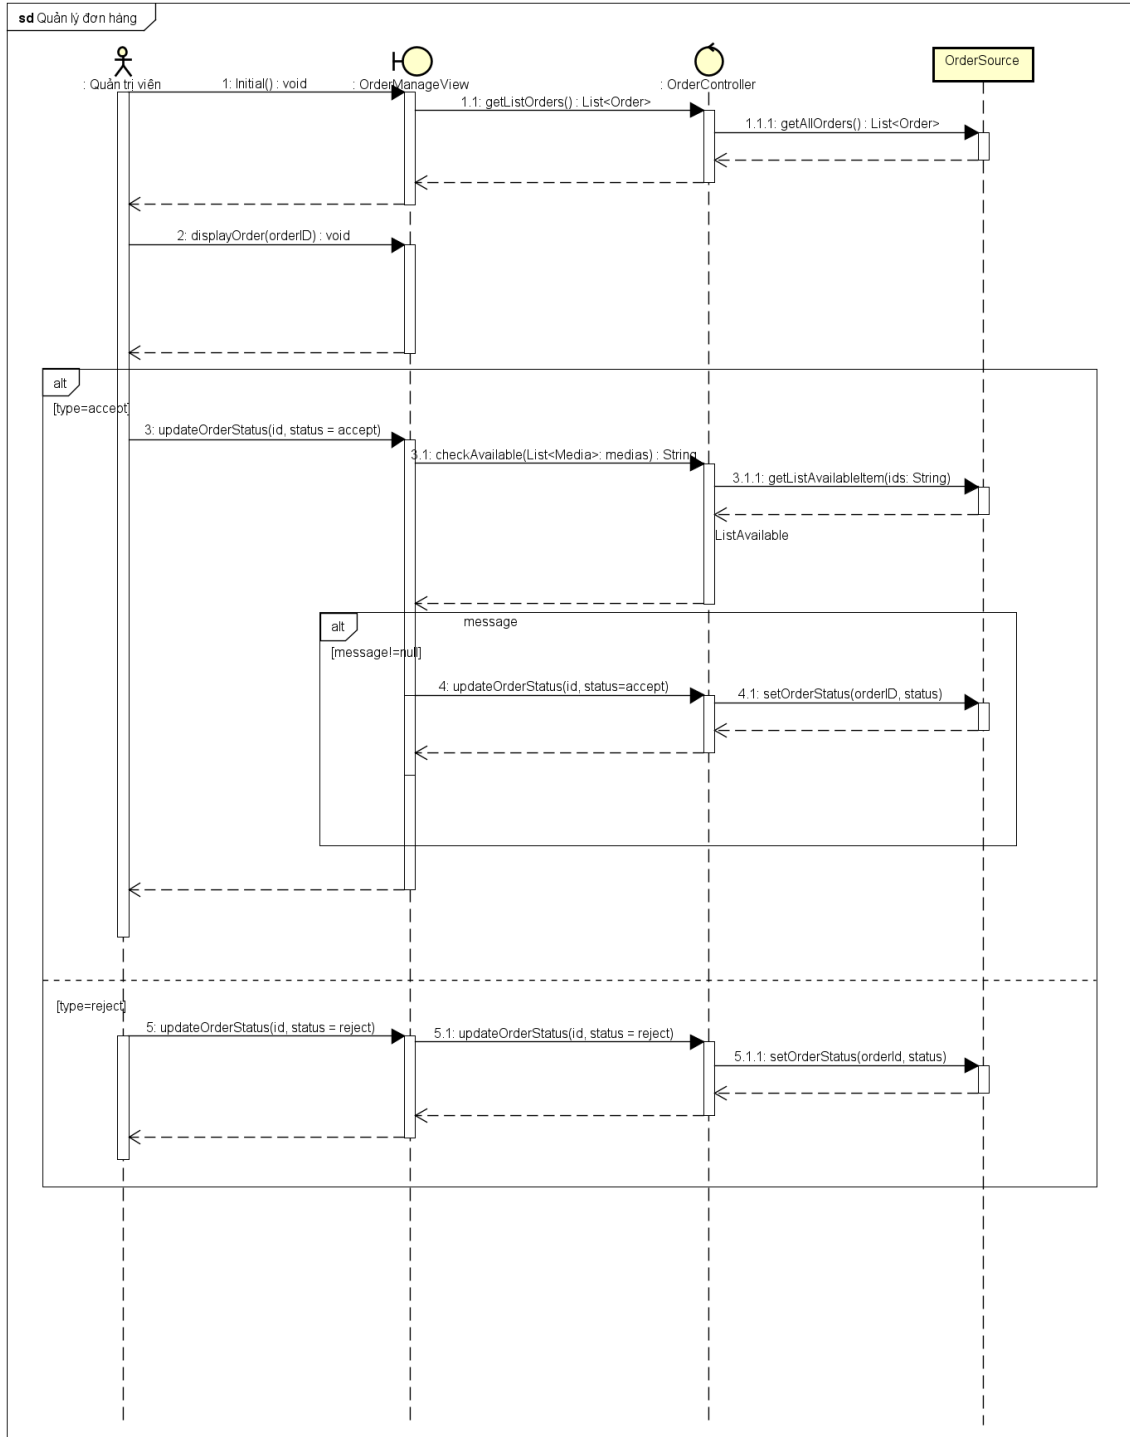 sd Quản lý đơn háng
OrderSource
: Quản trị viên
: OrderManageView
: OrderController
1: Initial() : void
1.1: getListOrders() : List<Order>
1.1.1: getAllOrders() : List<Order>
2: displayOrder(orderID) : void
alt
[type=accept]
3: updateOrderStatus(id, status = accept)
3.1: checkAvailable(List<Media>: medias) : String
3.1.1: getListAvailableItem(ids: String)
ListAvailable
message
alt
[message!=null]
4: updateOrderStatus(id, status=accept)
4.1: setOrderStatus(orderID, status)
[type=reject]
5: updateOrderStatus(id, status = reject)
5.1: updateOrderStatus(id, status = reject)
5.1.1: setOrderStatus(orderId, status)